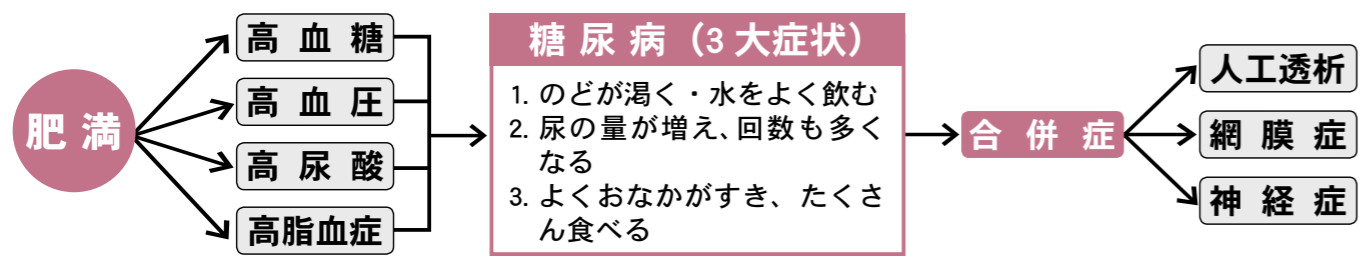 肥満
高血糖
高血圧
高尿酸
高脂血症
糖尿病（3大症状）
1. のどが渇く・水をよく飲む
2. 尿の量が増え、回数も多く
なる
3. よくおなかがすき、たくさ
ん食べる
合併症
人工透析
網膜症
神経症